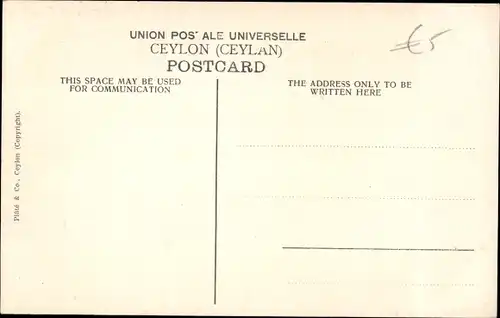 UNION POS ALE UNIVERSELLE
CEYLON (CEYLAN)
POSTCARD
€5
THIS SPACE MAY BE USED
FOR COMMUNICATION
THE ADDRESS ONLY TO BE
WRITTEN HERE
Plâté & Co., Ceylon (Copyright).